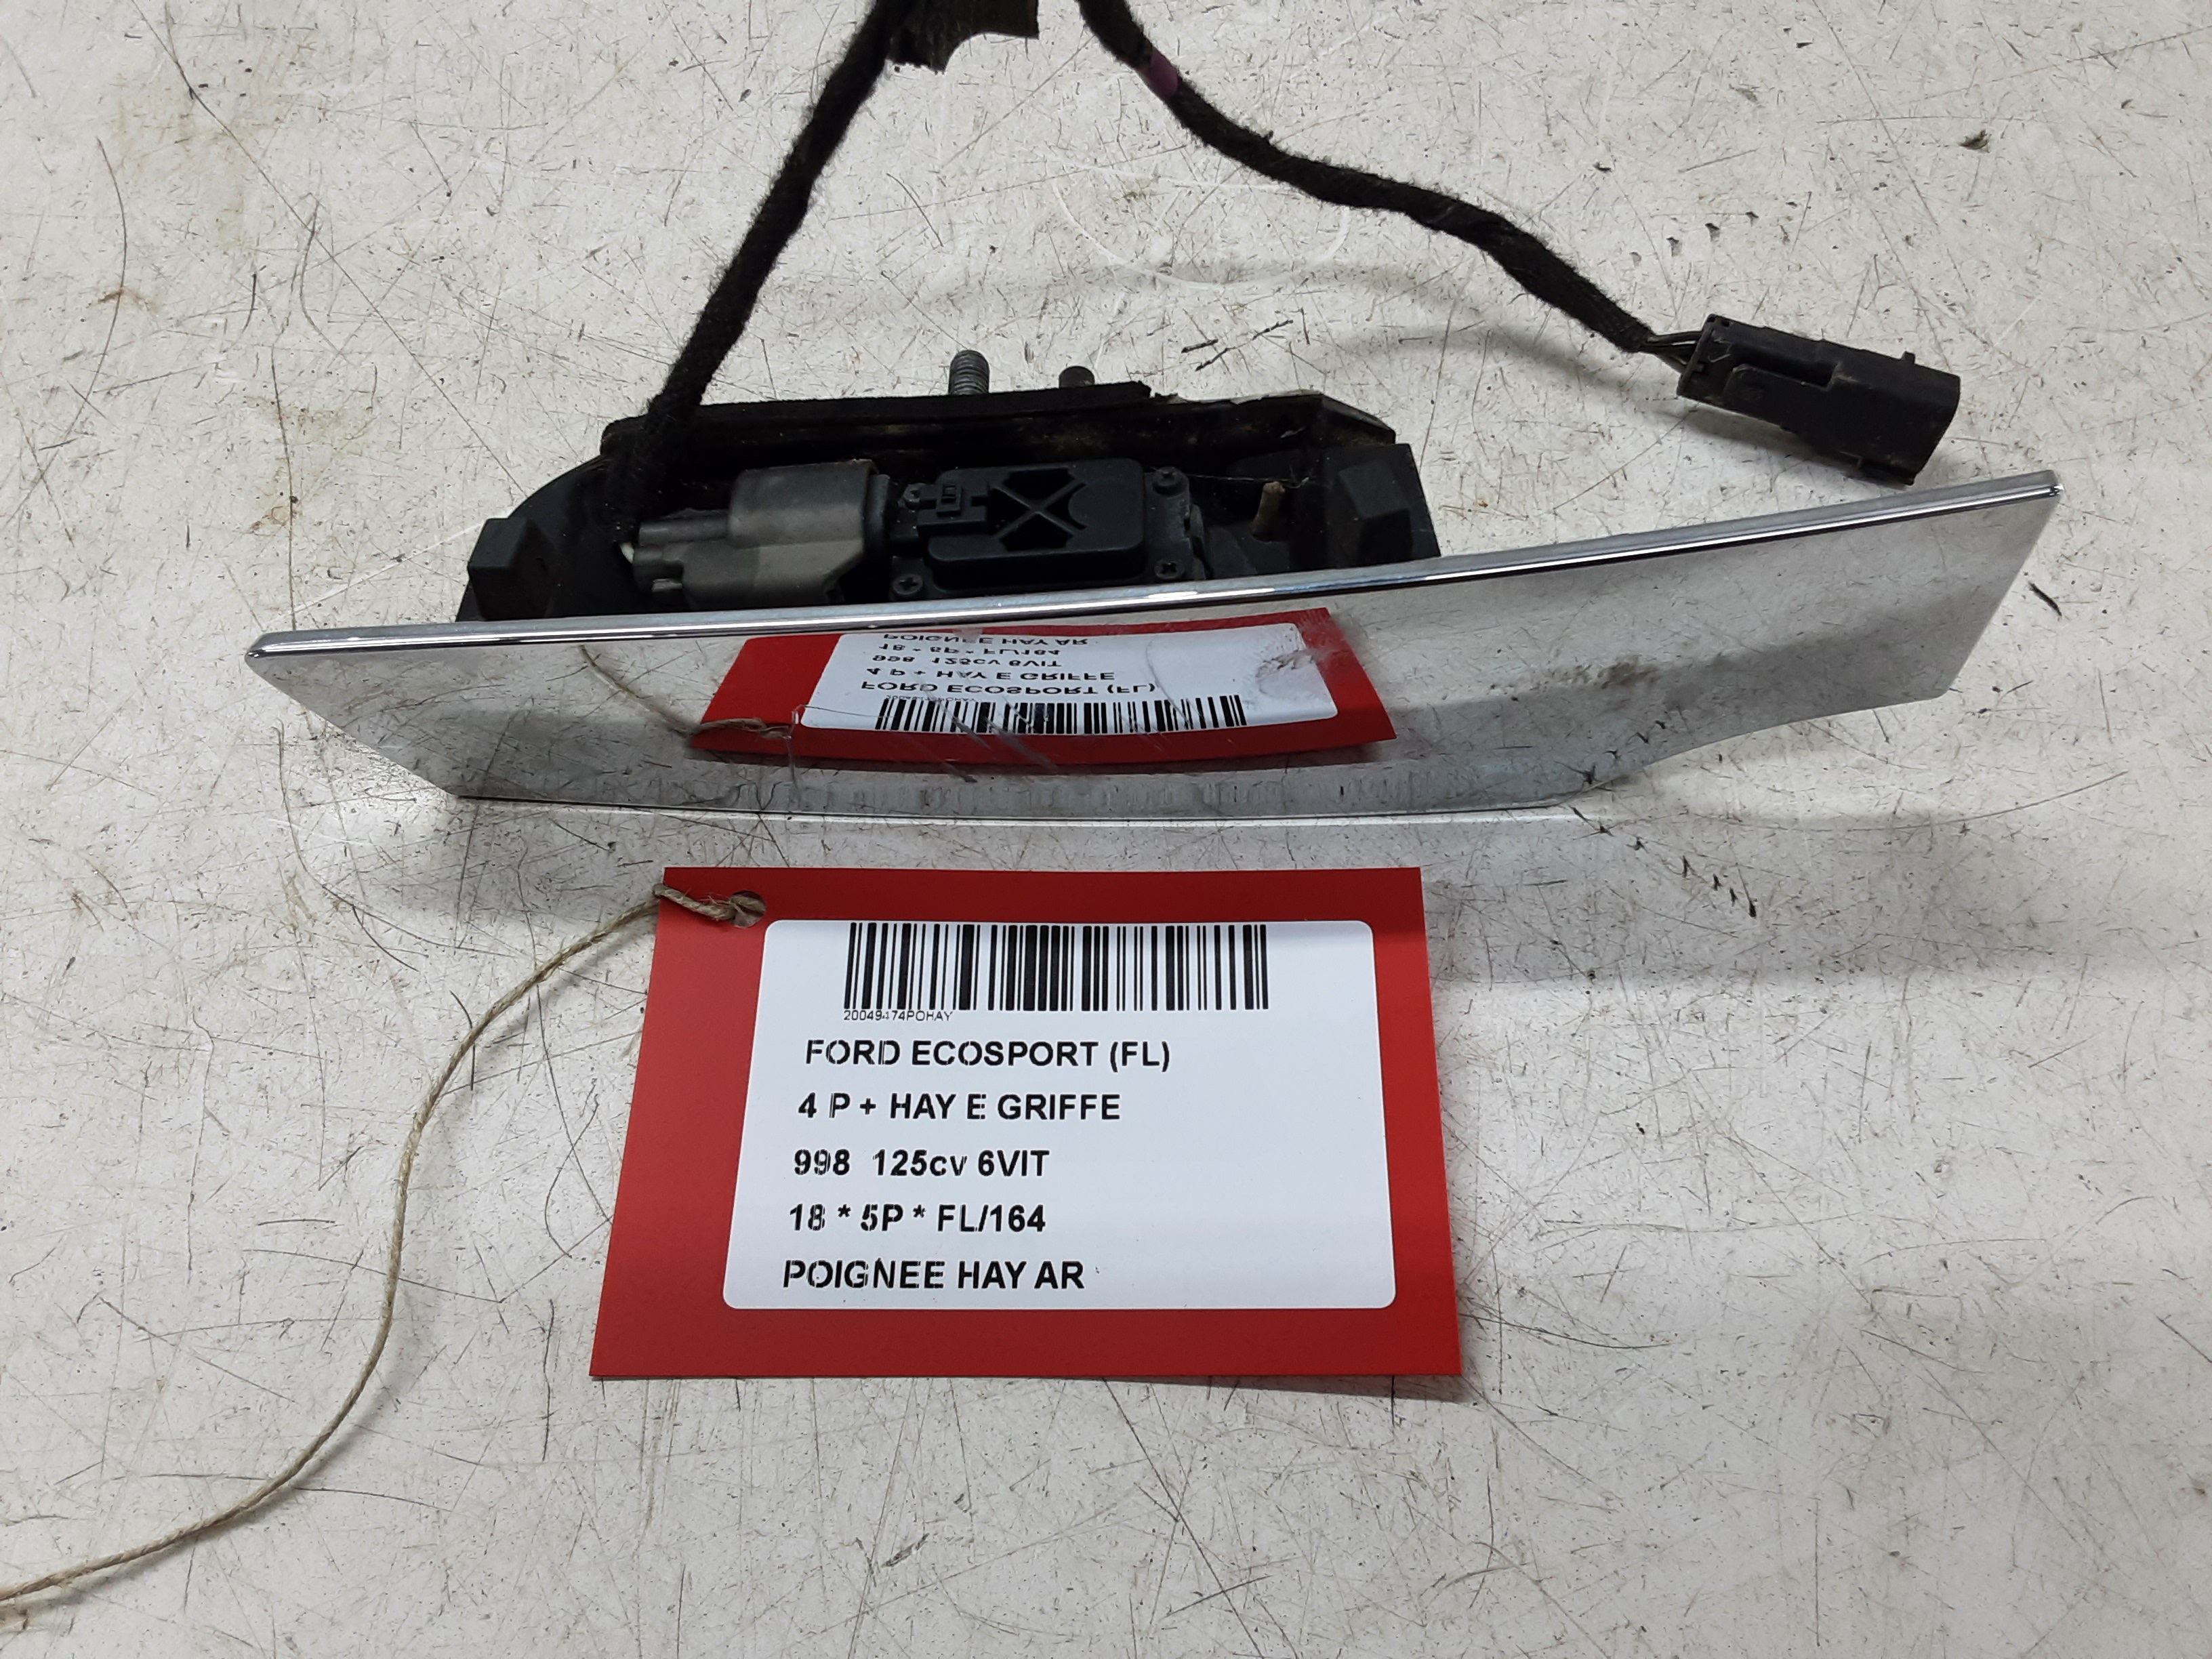 20049474POHAY
FORD ECOSPORT (FL)
4 P + HAY E GRIFFE
998 125cv 6VIT
18 * 5P * FL/164
POIGNEE HAY AR